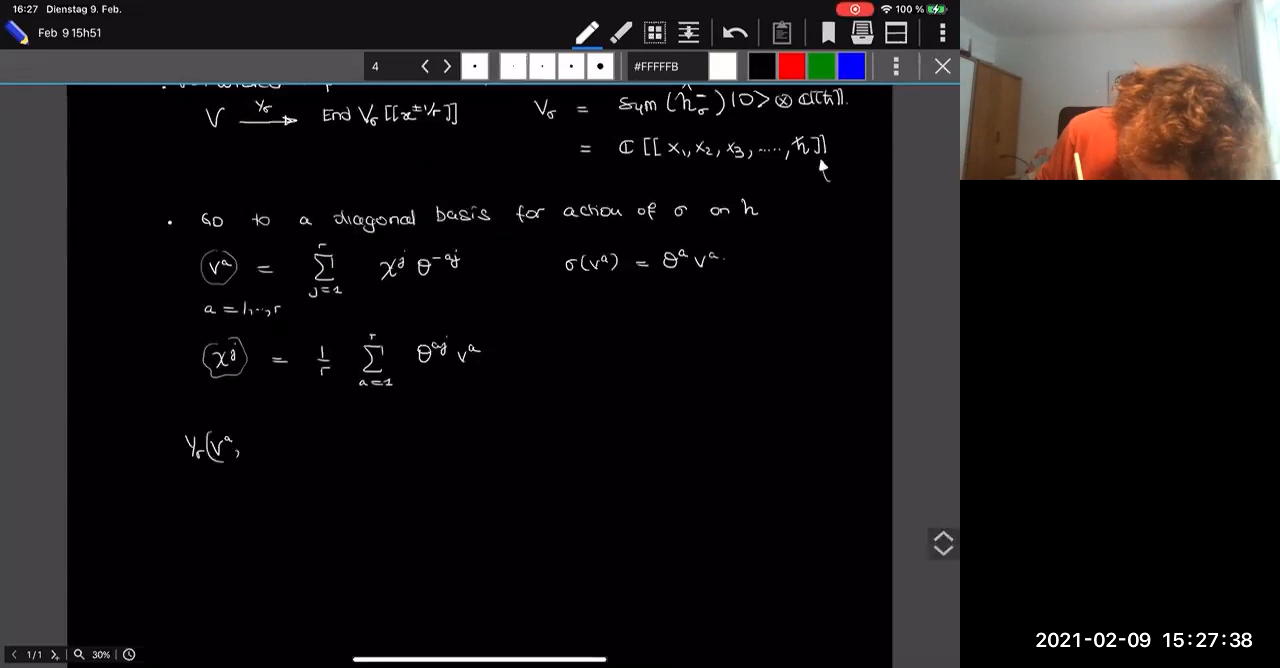 16:27 Dienstag 9. Feb.
100 %
Feb 9 15h51
4
#FFFFFB
V —Yσ→ End Vσ [[x^{±1/r}]] Vσ = Sym(ĥσ^-)|0> ⊗ ℂ[[ħ]].
= ℂ[[x₁, x₂, x₃, ....., ħ]]
• Go to a diagonal basis for action of σ on h
v^a = Σ_{j=1}^{r} χ^j θ^{-aj} σ(v^a) = θ^a v^a.
a = 1,..,r
χ^j = 1/r Σ_{a=1}^{r} θ^{aj} v^a
Yσ(v^a,
1/1
30%
2021-02-09 15:27:38